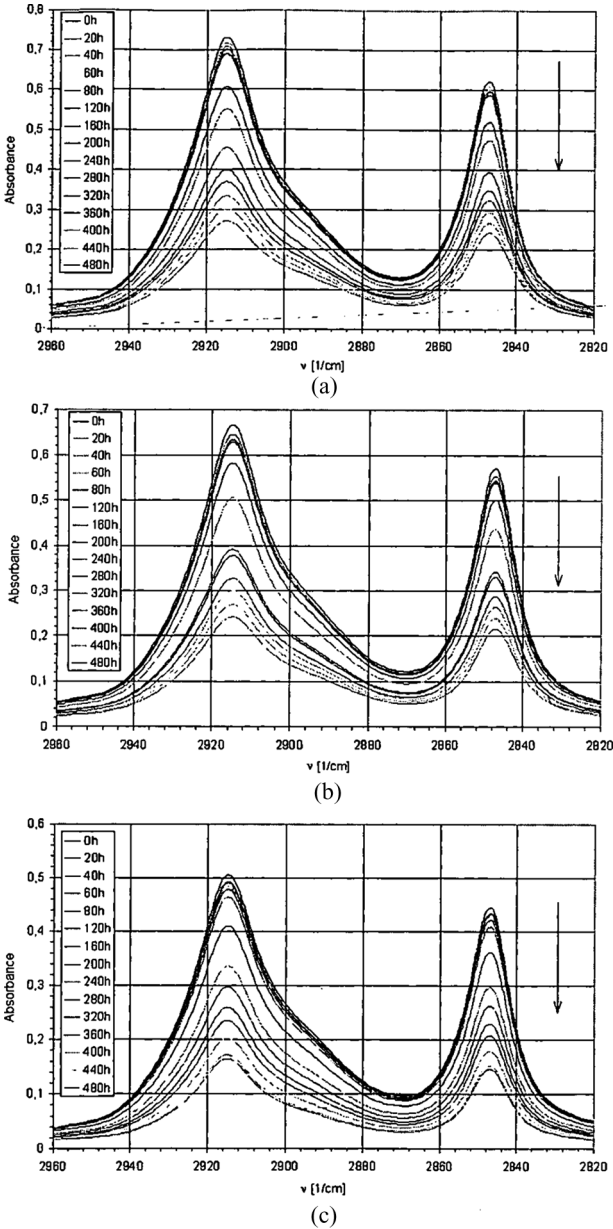 0,8
0,7
0,6
0,5
0,4
0,3
0,2
0,1
0
Absorbance
0h
20h
40h
60h
80h
120h
160h
200h
240h
280h
320h
360h
400h
440h
480h
2960 2940 2920 2900 2880 2860 2840 2820
ν [1/cm]
(a)
0,7
0,6
0,5
0,4
0,3
0,2
0,1
0
Absorbance
0h
20h
40h
60h
80h
120h
160h
200h
240h
280h
320h
360h
400h
440h
480h
2960 2940 2920 2900 2880 2860 2840 2820
ν [1/cm]
(b)
0,6
0,5
0,4
0,3
0,2
0,1
0
Absorbance
0h
20h
40h
60h
80h
120h
160h
200h
240h
280h
320h
360h
400h
440h
480h
2960 2940 2920 2900 2880 2860 2840 2820
ν [1/cm]
(c)